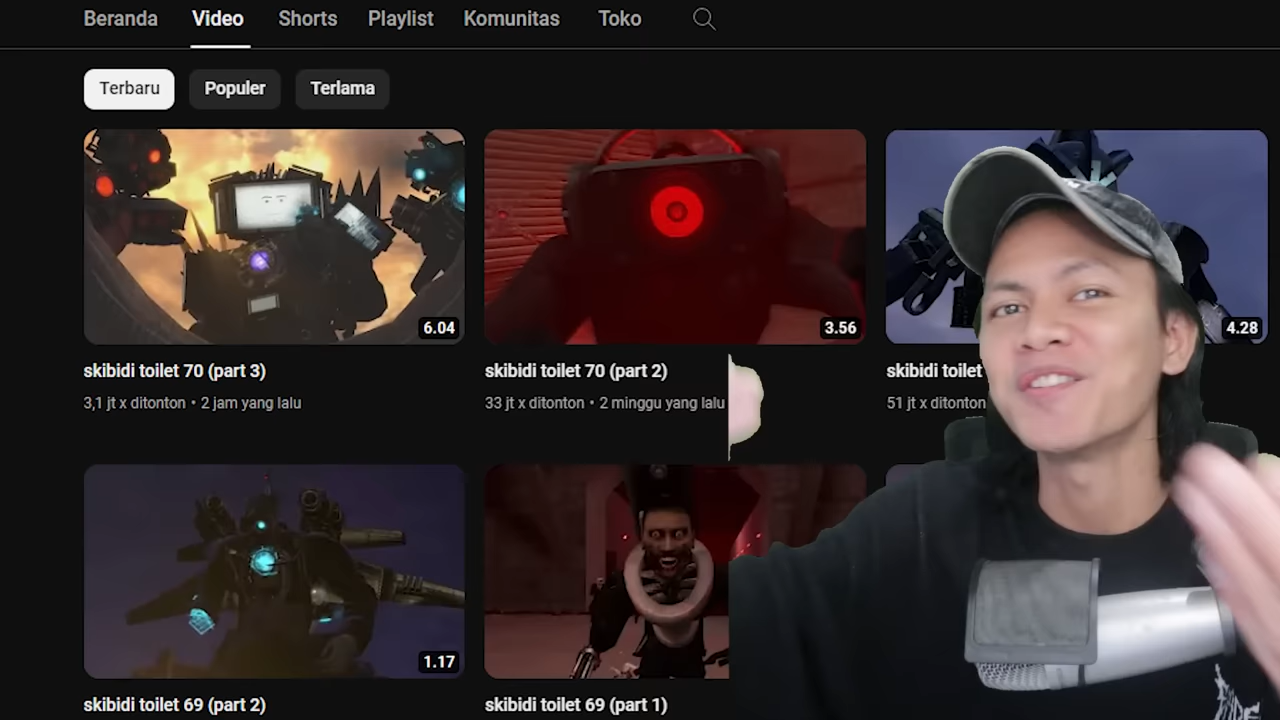 Beranda Video Shorts Playlist Komunitas Toko
Terbaru Populer Terlama
6.04 3.56 4.28
skibidi toilet 70 (part 3) skibidi toilet 70 (part 2) skibidi toilet
3,1 jt x ditonton • 2 jam yang lalu 33 jt x ditonton • 2 minggu yang lalu 51 jt x ditonton
1.17
skibidi toilet 69 (part 2) skibidi toilet 69 (part 1)